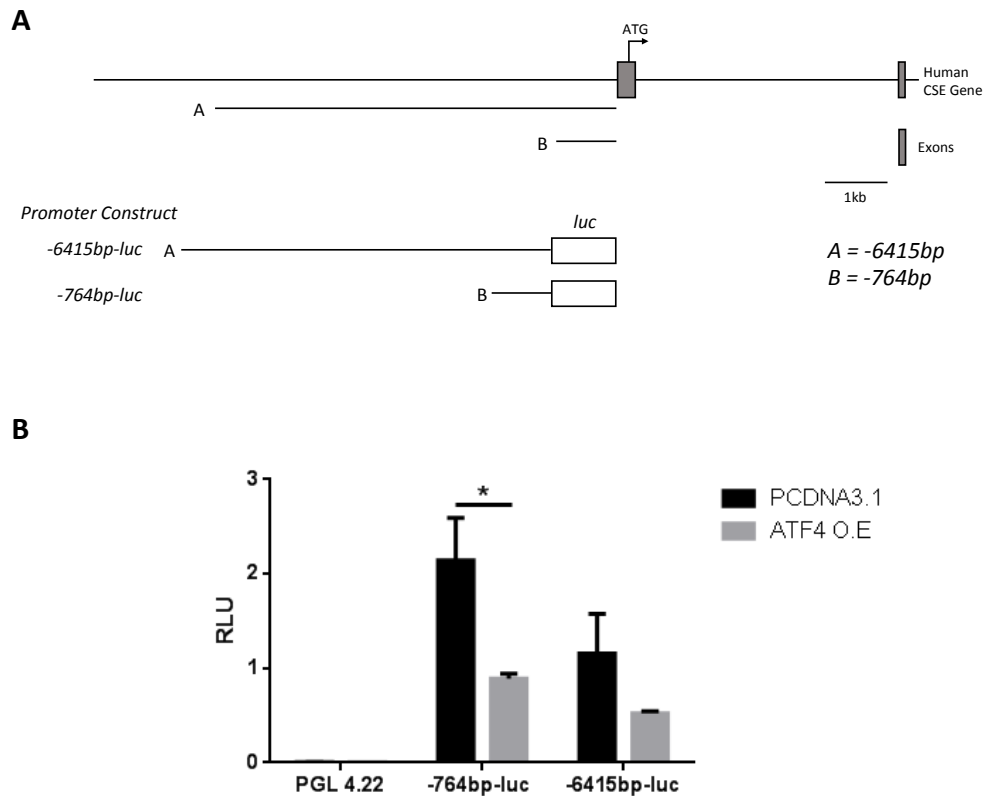 A
ATG
Human
CSE Gene
A
B
Exons
1kb
Promoter Construct
luc
-6415bp-luc
A
A = -6415bp
B = -764bp
-764bp-luc
B
B
3
*
PCDNA3.1
ATF4 O.E
2
RLU
1
0
PGL 4.22
-764bp-luc
-6415bp-luc